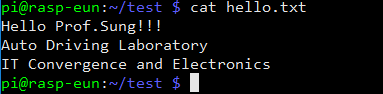 pi@rasp-eun:~/test $ cat hello.txt
Hello Prof.Sung!!!
Auto Driving Laboratory
IT Convergence and Electronics
pi@rasp-eun:~/test $